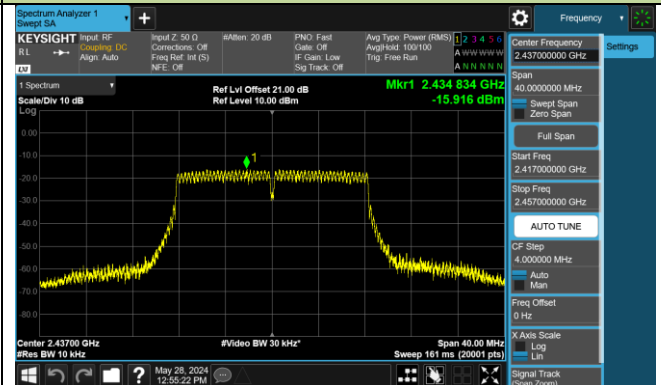 Spectrum Analyzer 1
Swept SA
+
Frequency
KEYSIGHT
RL
LXI
Input: RF
Coupling: DC
Align: Auto
Input Z: 50 Ω
Corrections: Off
Freq Ref: Int (S)
NFE: Off
#Atten: 20 dB
PNO: Fast
Gate: Off
IF Gain: Low
Sig Track: Off
Avg Type: Power (RMS)
Avg|Hold: 100/100
Trig: Free Run
1 2 3 4 5 6
A W W W W W
A N N N N N
1 Spectrum
Scale/Div 10 dB
Log
Ref Lvl Offset 21.00 dB
Ref Level 10.00 dBm
Mkr1 2.434 834 GHz
-15.916 dBm
0.00
-10.0
-20.0
-30.0
-40.0
-50.0
-60.0
-70.0
-80.0
1
Center 2.43700 GHz
#Res BW 10 kHz
#Video BW 30 kHz*
Span 40.00 MHz
Sweep 161 ms (20001 pts)
?
May 28, 2024
12:55:22 PM
Center Frequency
2.437000000 GHz
Span
40.0000000 MHz
Swept Span
Zero Span
Full Span
Start Freq
2.417000000 GHz
Stop Freq
2.457000000 GHz
AUTO TUNE
CF Step
4.000000 MHz
Auto
Man
Freq Offset
0 Hz
X Axis Scale
Log
Lin
Signal Track
(Span Zoom)
Settings